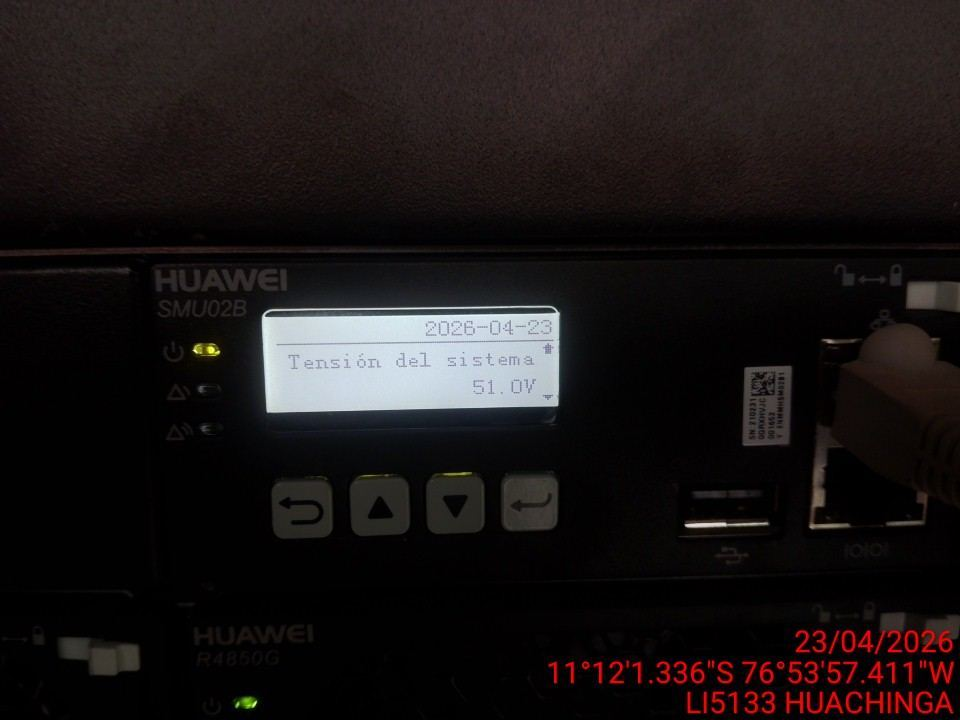 HUAWEI
SMU02B
2026-04-23
Tensión del sistema
51.0V
HUAWEI
R4850G
23/04/2026
11°12'1.336"S 76°53'57.411"W
LI5133 HUACHINGA